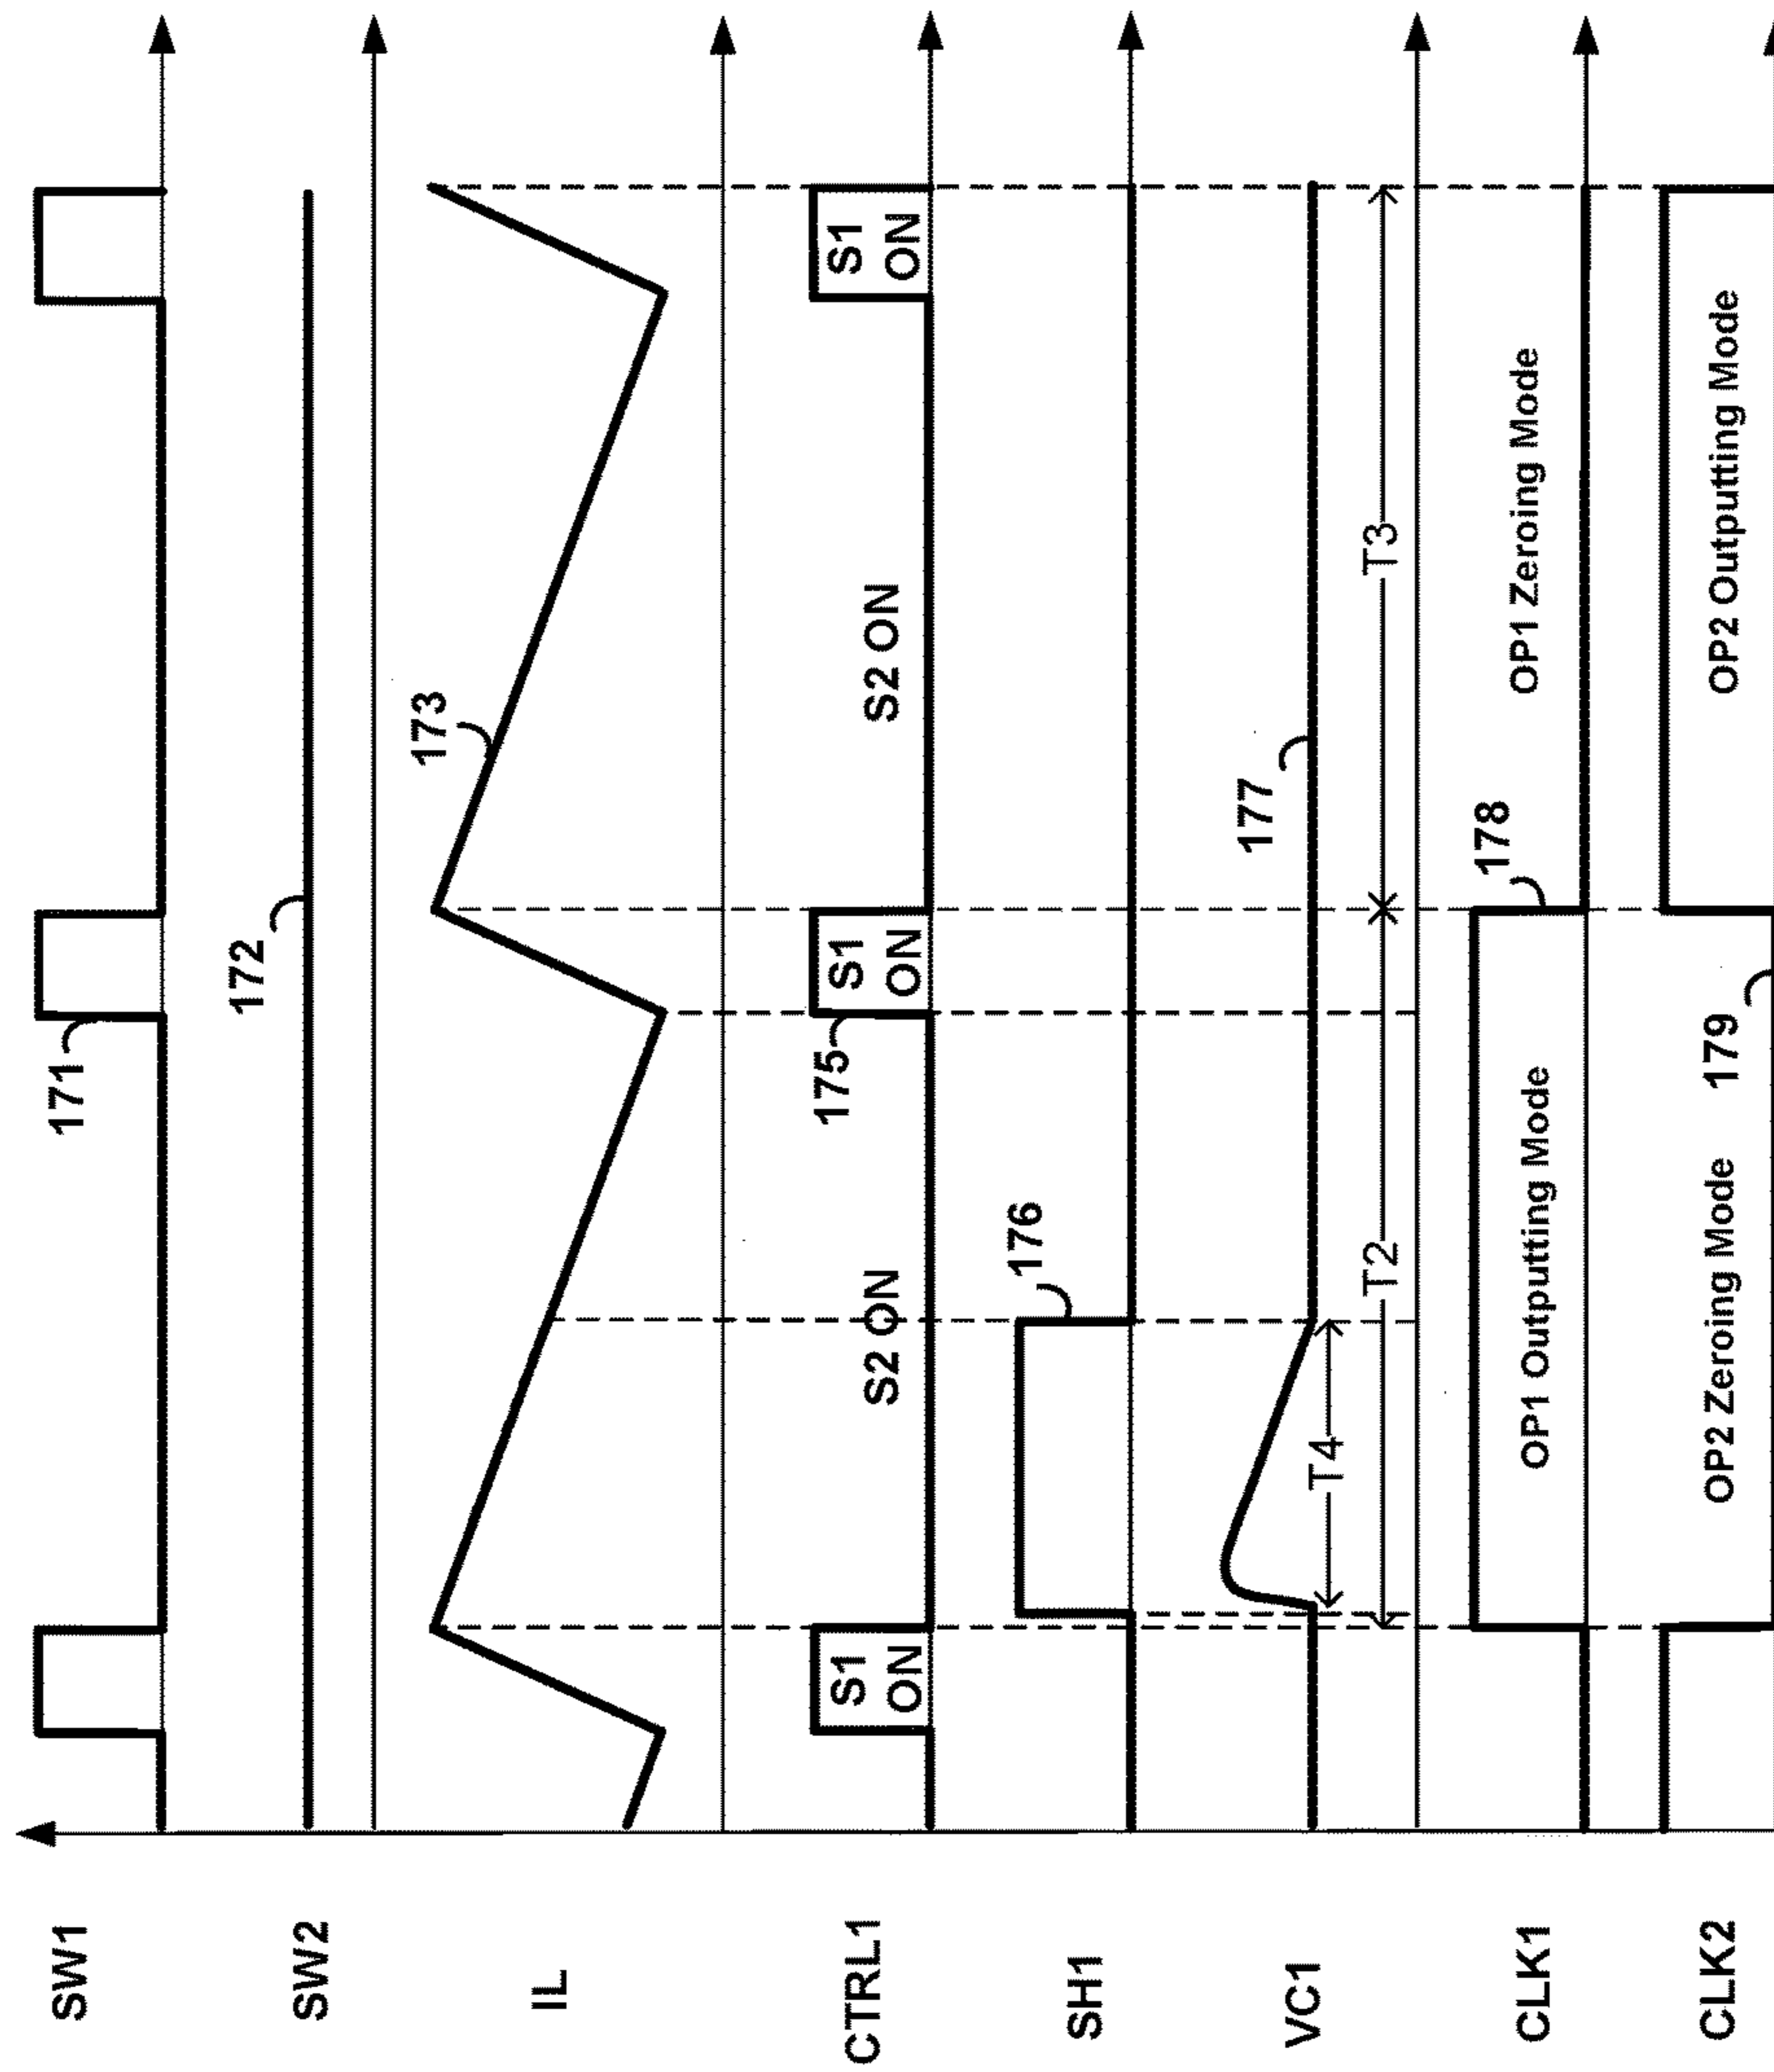 SW1
171
SW2
172
IL
173
CTRL1
S1
ON
S2 ON
175
S1
ON
S2 ON
S1
ON
SH1
176
VC1
177
T4
T2
T3
CLK1
OP1 Outputting Mode
178
OP1 Zeroing Mode
CLK2
OP2 Zeroing Mode
179
OP2 Outputting Mode